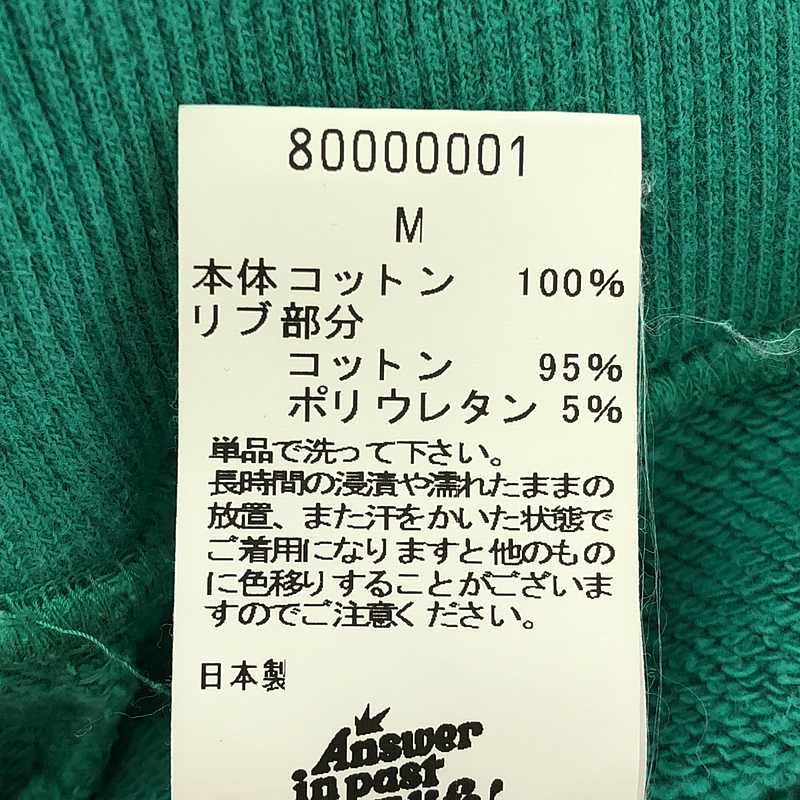 80000001
M
本体コットン 100%
リブ部分
コットン 95%
ポリウレタン 5%
単品で洗って下さい。
長時間の浸漬や濡れたままの
放置、また汗をかいた状態で
ご着用になりますと他のもの
に色移りすることがございま
すのでご注意ください。
日本製
Answer
in past